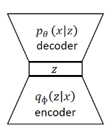 pθ (x|z)
decoder
z
qϕ(z|x)
encoder